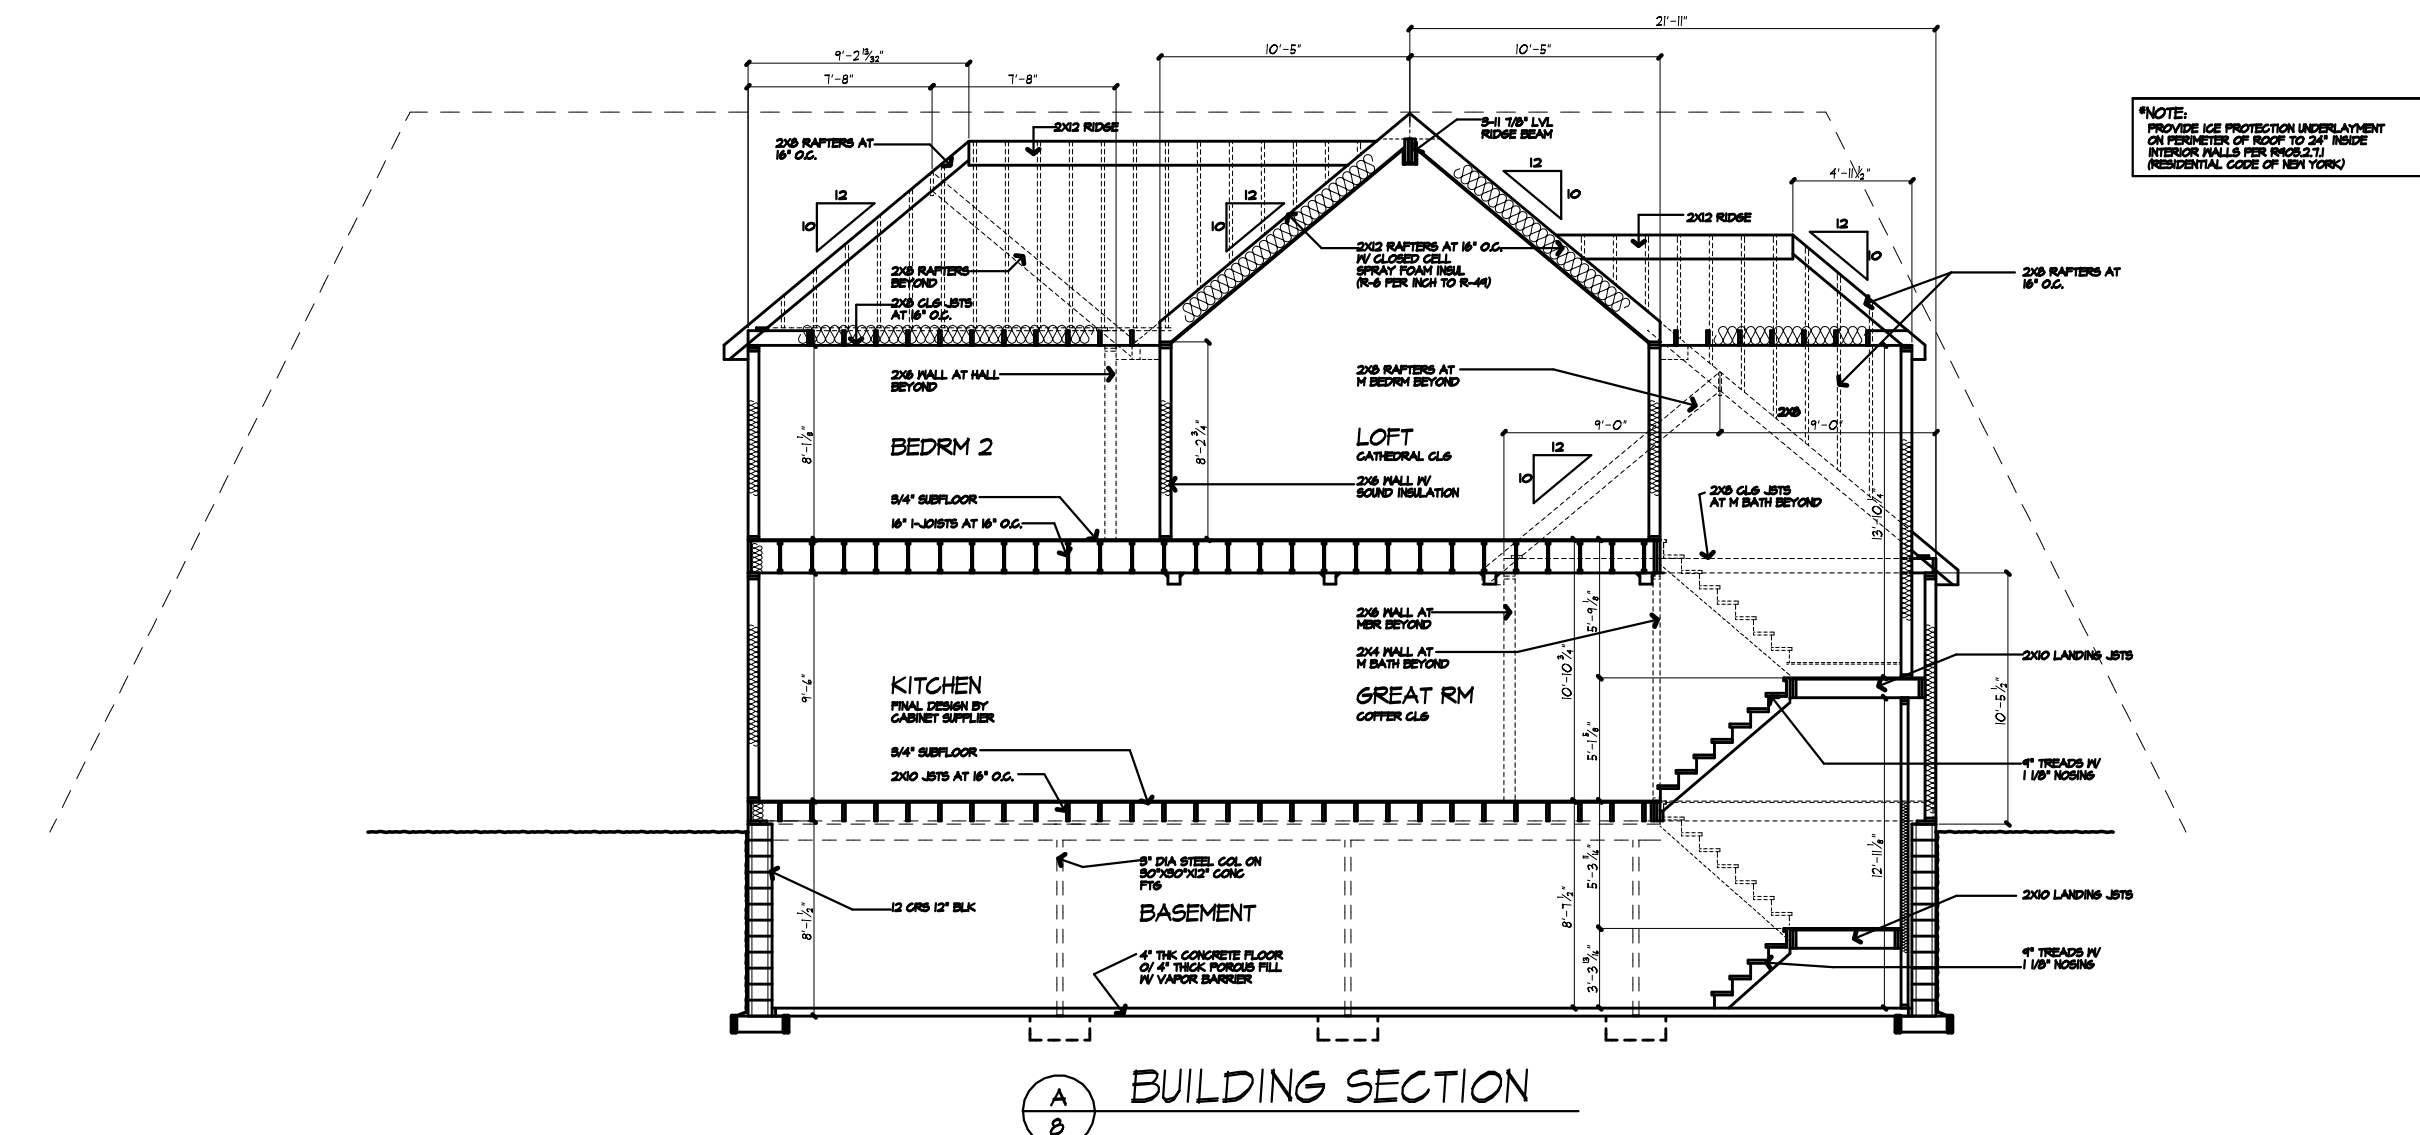 21'-11"
9'-2 13/32"
10'-5"
10'-5"
7'-8"
7'-8"
*NOTE:
PROVIDE ICE PROTECTION UNDERLAYMENT
ON PERIMETER OF ROOF TO 24" INSIDE
INTERIOR WALLS PER R905.2.7.1
(RESIDENTIAL CODE OF NEW YORK)
2X12 RIDGE
3-11 7/8" LVL
RIDGE BEAM
2X8 RAFTERS AT
16" O.C.
4'-11 1/2"
12
10
12
10
12
10
12
10
2X12 RIDGE
2X12 RAFTERS AT 16" O.C.
W/ CLOSED CELL
SPRAY FOAM INSUL
(R-6 PER INCH TO R-49)
2X8 RAFTERS
BEYOND
2X8 CLG JSTS
AT 16" O.C.
2X8 RAFTERS AT
16" O.C.
2X6 WALL AT HALL
BEYOND
2X8 RAFTERS AT
M BEDRM BEYOND
2X8
9'-0"
9'-0"
8'-1 1/8"
BEDRM 2
8'-2 3/4"
LOFT
CATHEDRAL CLG
12
10
2X6 WALL W/
SOUND INSULATION
2X8 CLG JSTS
AT M BATH BEYOND
13'-10 1/4"
3/4" SUBFLOOR
16" I-JOISTS AT 16" O.C.
2X6 WALL AT
MBR BEYOND
5'-9 1/8"
2X4 WALL AT
M BATH BEYOND
10'-10 3/4"
2X10 LANDING JSTS
9'-6"
KITCHEN
FINAL DESIGN BY
CABINET SUPPLIER
GREAT RM
COFFER CLG
5'-1 5/8"
10'-5 1/2"
3/4" SUBFLOOR
2X10 JSTS AT 16" O.C.
9" TREADS W/
1 1/8" NOSING
3" DIA STEEL COL ON
30"X30"X12" CONC
FTG
12 CRS 12" BLK
BASEMENT
8'-1 1/2"
8'-7 1/2"
5'-3 11/16"
12'-11 1/8"
2X10 LANDING JSTS
4" THK CONCRETE FLOOR
O/ 4" THICK POROUS FILL
W/ VAPOR BARRIER
3'-3 13/16"
9" TREADS W/
1 1/8" NOSING
A
8
BUILDING SECTION